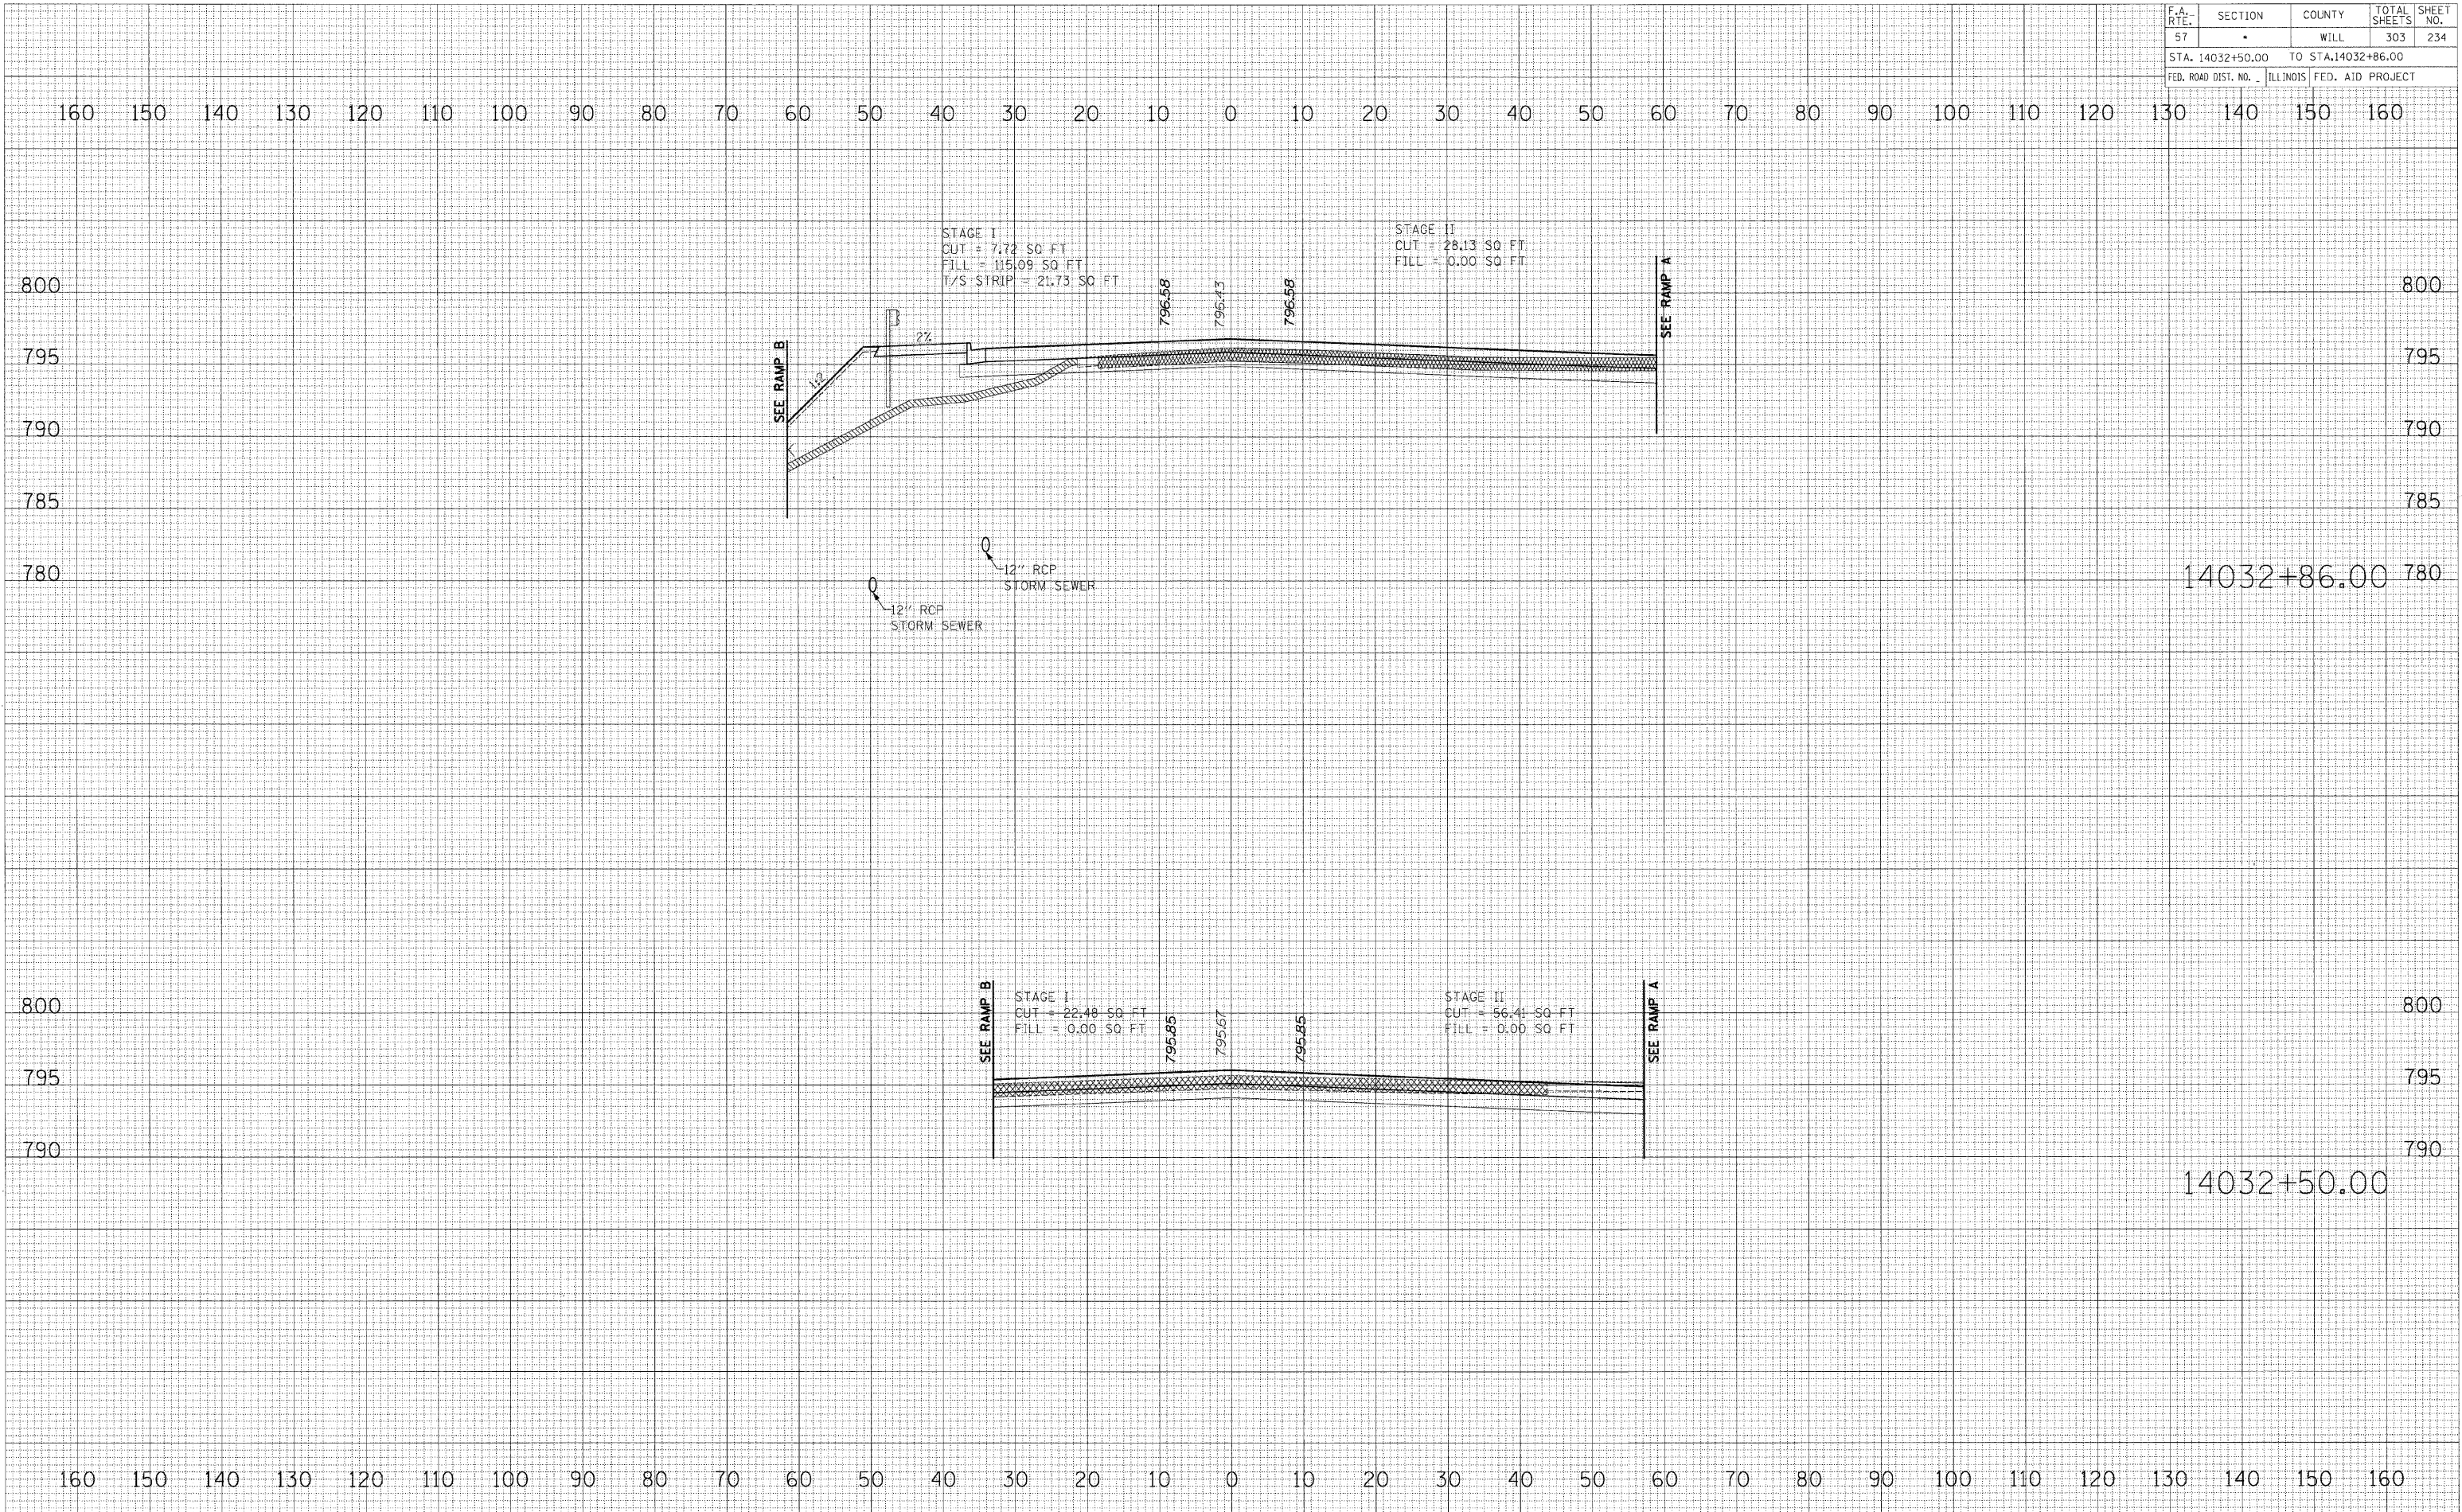 F.A. RTE. SECTION COUNTY TOTAL SHEETS SHEET NO.
57 * WILL 303 234
STA. 14032+50.00 TO STA.14032+86.00
FED. ROAD DIST. NO. _ ILLINOIS FED. AID PROJECT
160 150 140 130 120 110 100 90 80 70 60 50 40 30 20 10 0 10 20 30 40 50 60 70 80 90 100 110 120 130 140 150 160
STAGE I
CUT = 7.72 SQ FT
FILL = 115.09 SQ FT
T/S STRIP = 21.73 SQ FT
STAGE II
CUT = 28.13 SQ FT
FILL = 0.00 SQ FT
796.58
796.43
796.58
SEE RAMP B
SEE RAMP A
2%
1:2
800 800
795 795
790 790
785 785
780 780
14032+86.00
12" RCP
STORM SEWER
12" RCP
STORM SEWER
SEE RAMP B
STAGE I
CUT = 22.48 SQ FT
FILL = 0.00 SQ FT
795.85
795.67
795.85
STAGE II
CUT = 56.41 SQ FT
FILL = 0.00 SQ FT
SEE RAMP A
800 800
795 795
790 790
14032+50.00
160 150 140 130 120 110 100 90 80 70 60 50 40 30 20 10 0 10 20 30 40 50 60 70 80 90 100 110 120 130 140 150 160